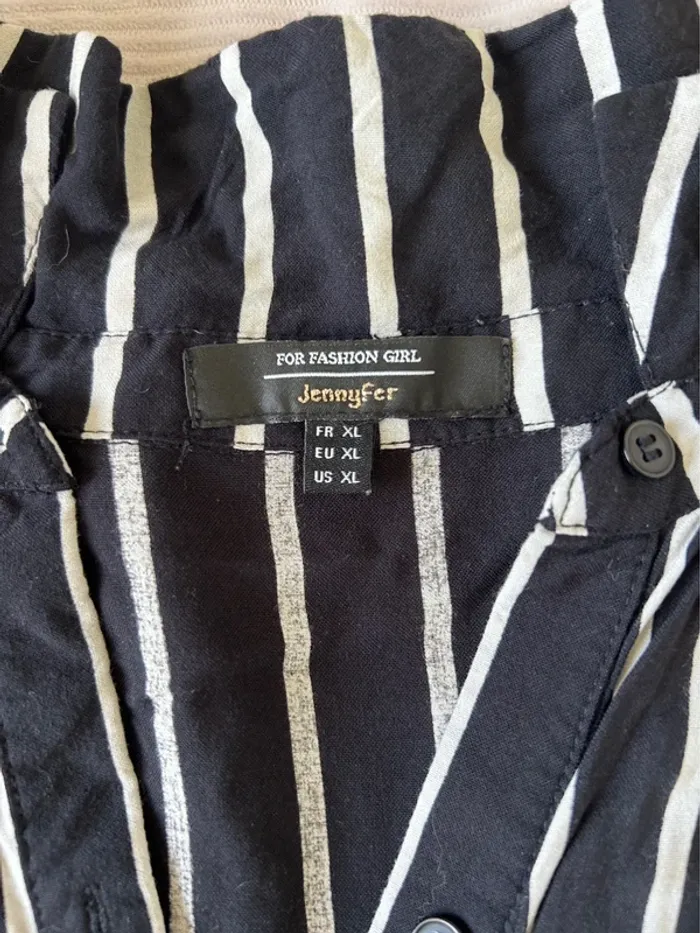 FOR FASHION GIRL
Jennyfer
FR XL
EU XL
US XL